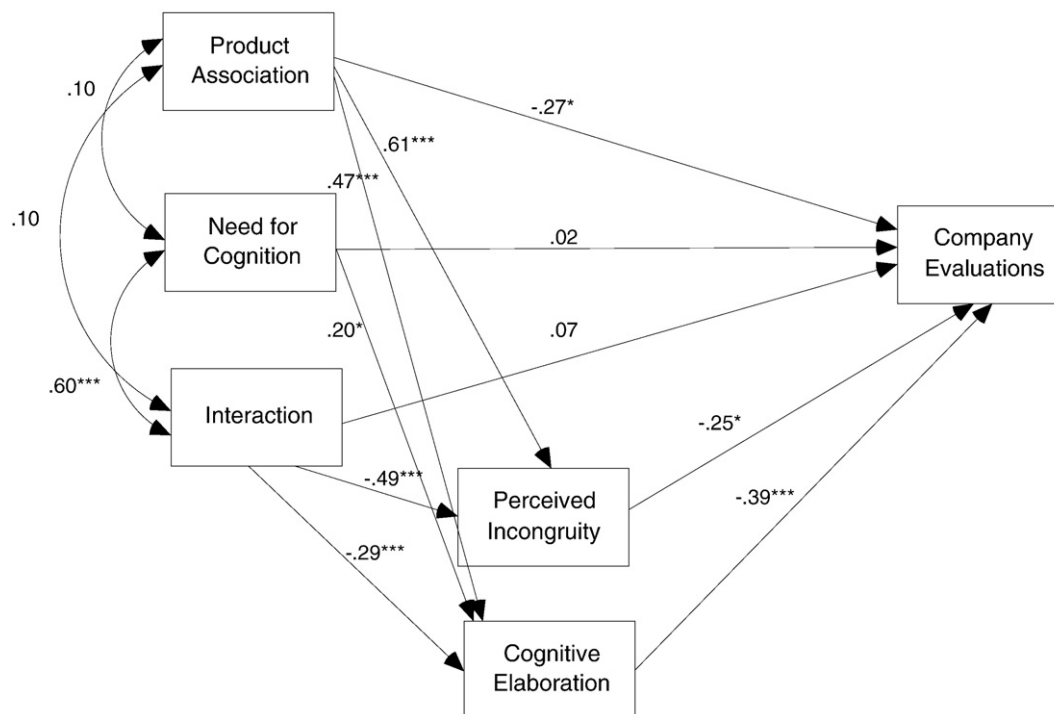 Product
Association
.10
-.27*
.61***
.47***
.10
Need for
Cognition
.02
Company
Evaluations
.20*
.07
.60***
Interaction
-.25*
-.49***
Perceived
Incongruity
-.39***
-.29***
Cognitive
Elaboration